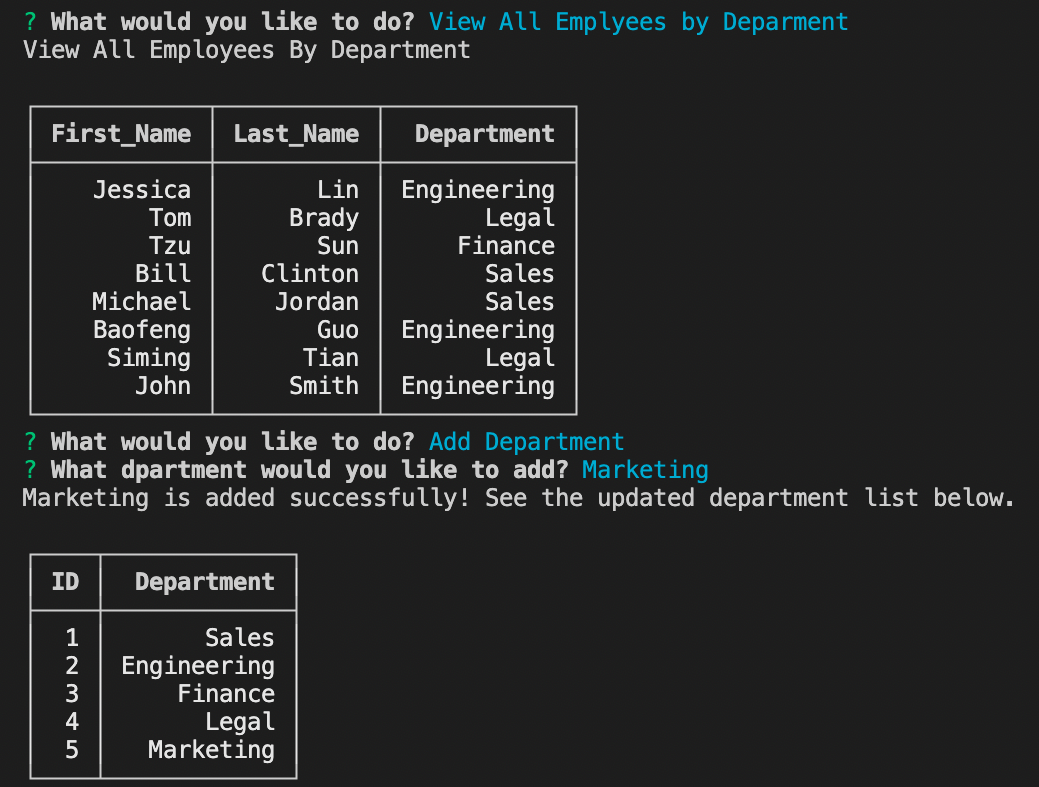 ? What would you like to do? View All Emplyees by Deparment
View All Employees By Department
First_Name Last_Name Department
Jessica Lin Engineering
Tom Brady Legal
Tzu Sun Finance
Bill Clinton Sales
Michael Jordan Sales
Baofeng Guo Engineering
Siming Tian Legal
John Smith Engineering
? What would you like to do? Add Department
? What dpartment would you like to add? Marketing
Marketing is added successfully! See the updated department list below.
ID Department
1 Sales
2 Engineering
3 Finance
4 Legal
5 Marketing